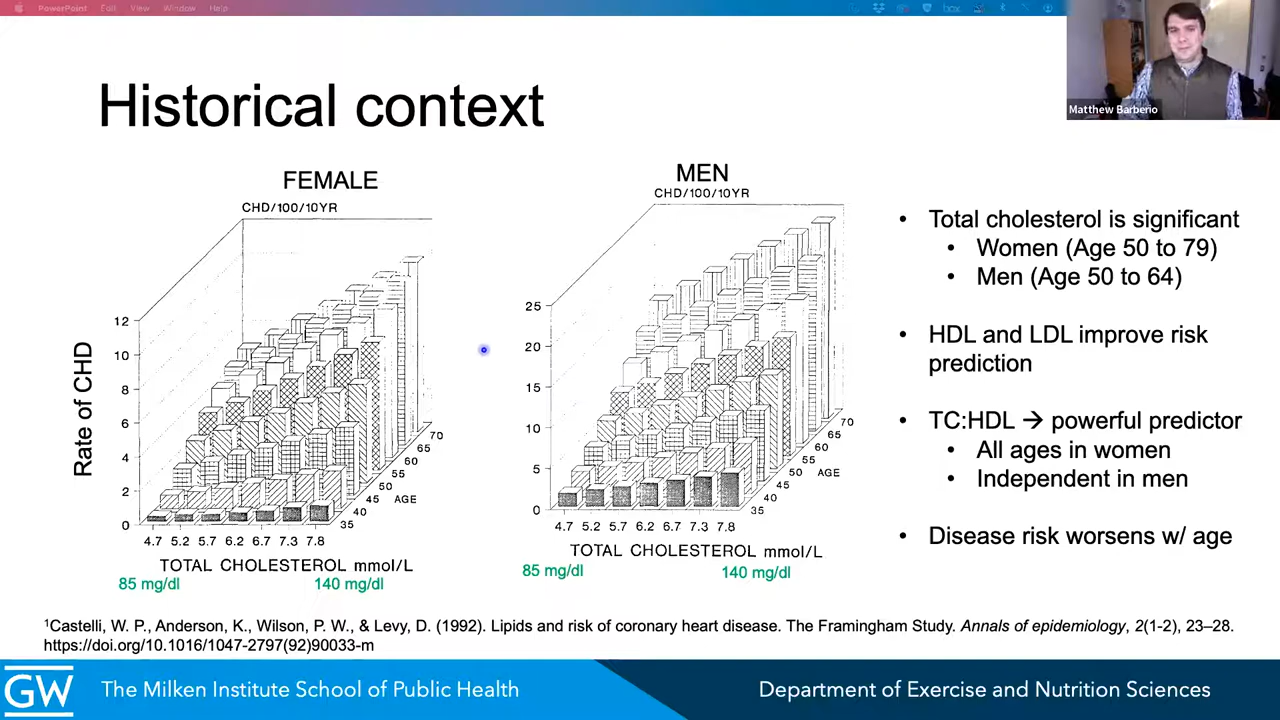 PowerPoint Edit View Window Help
box
Matthew Barberio
Historical context
FEMALE
CHD/100/10YR
Rate of CHD
12
10
8
6
4
2
0
4.7 5.2 5.7 6.2 6.7 7.3 7.8
35
40
45
50
55
60
65
70
AGE
TOTAL CHOLESTEROL mmol/L
85 mg/dl 140 mg/dl
MEN
CHD/100/10YR
25
20
15
10
5
0
4.7 5.2 5.7 6.2 6.7 7.3 7.8
35
40
45
50
55
60
65
70
AGE
TOTAL CHOLESTEROL mmol/L
85 mg/dl 140 mg/dl
• Total cholesterol is significant
• Women (Age 50 to 79)
• Men (Age 50 to 64)
• HDL and LDL improve risk
prediction
• TC:HDL → powerful predictor
• All ages in women
• Independent in men
• Disease risk worsens w/ age
1Castelli, W. P., Anderson, K., Wilson, P. W., & Levy, D. (1992). Lipids and risk of coronary heart disease. The Framingham Study. Annals of epidemiology, 2(1-2), 23–28.
https://doi.org/10.1016/1047-2797(92)90033-m
GW
The Milken Institute School of Public Health
Department of Exercise and Nutrition Sciences